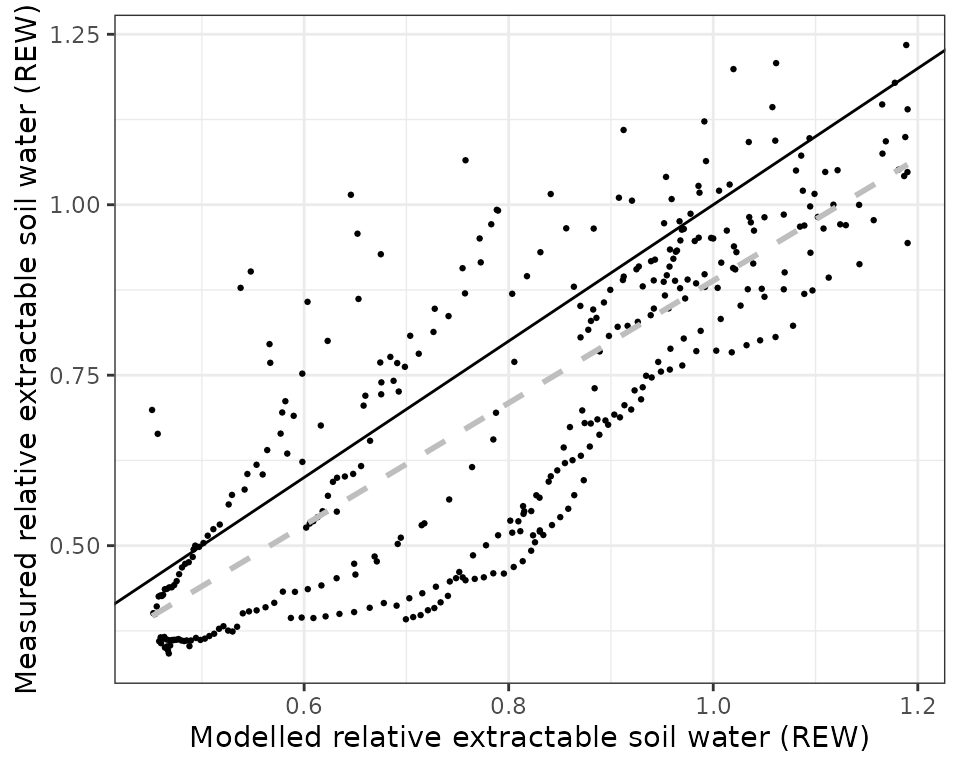 Measured relative extractable soil water (REW)
1.25
1.00
0.75
0.50
0.6 0.8 1.0 1.2
Modelled relative extractable soil water (REW)